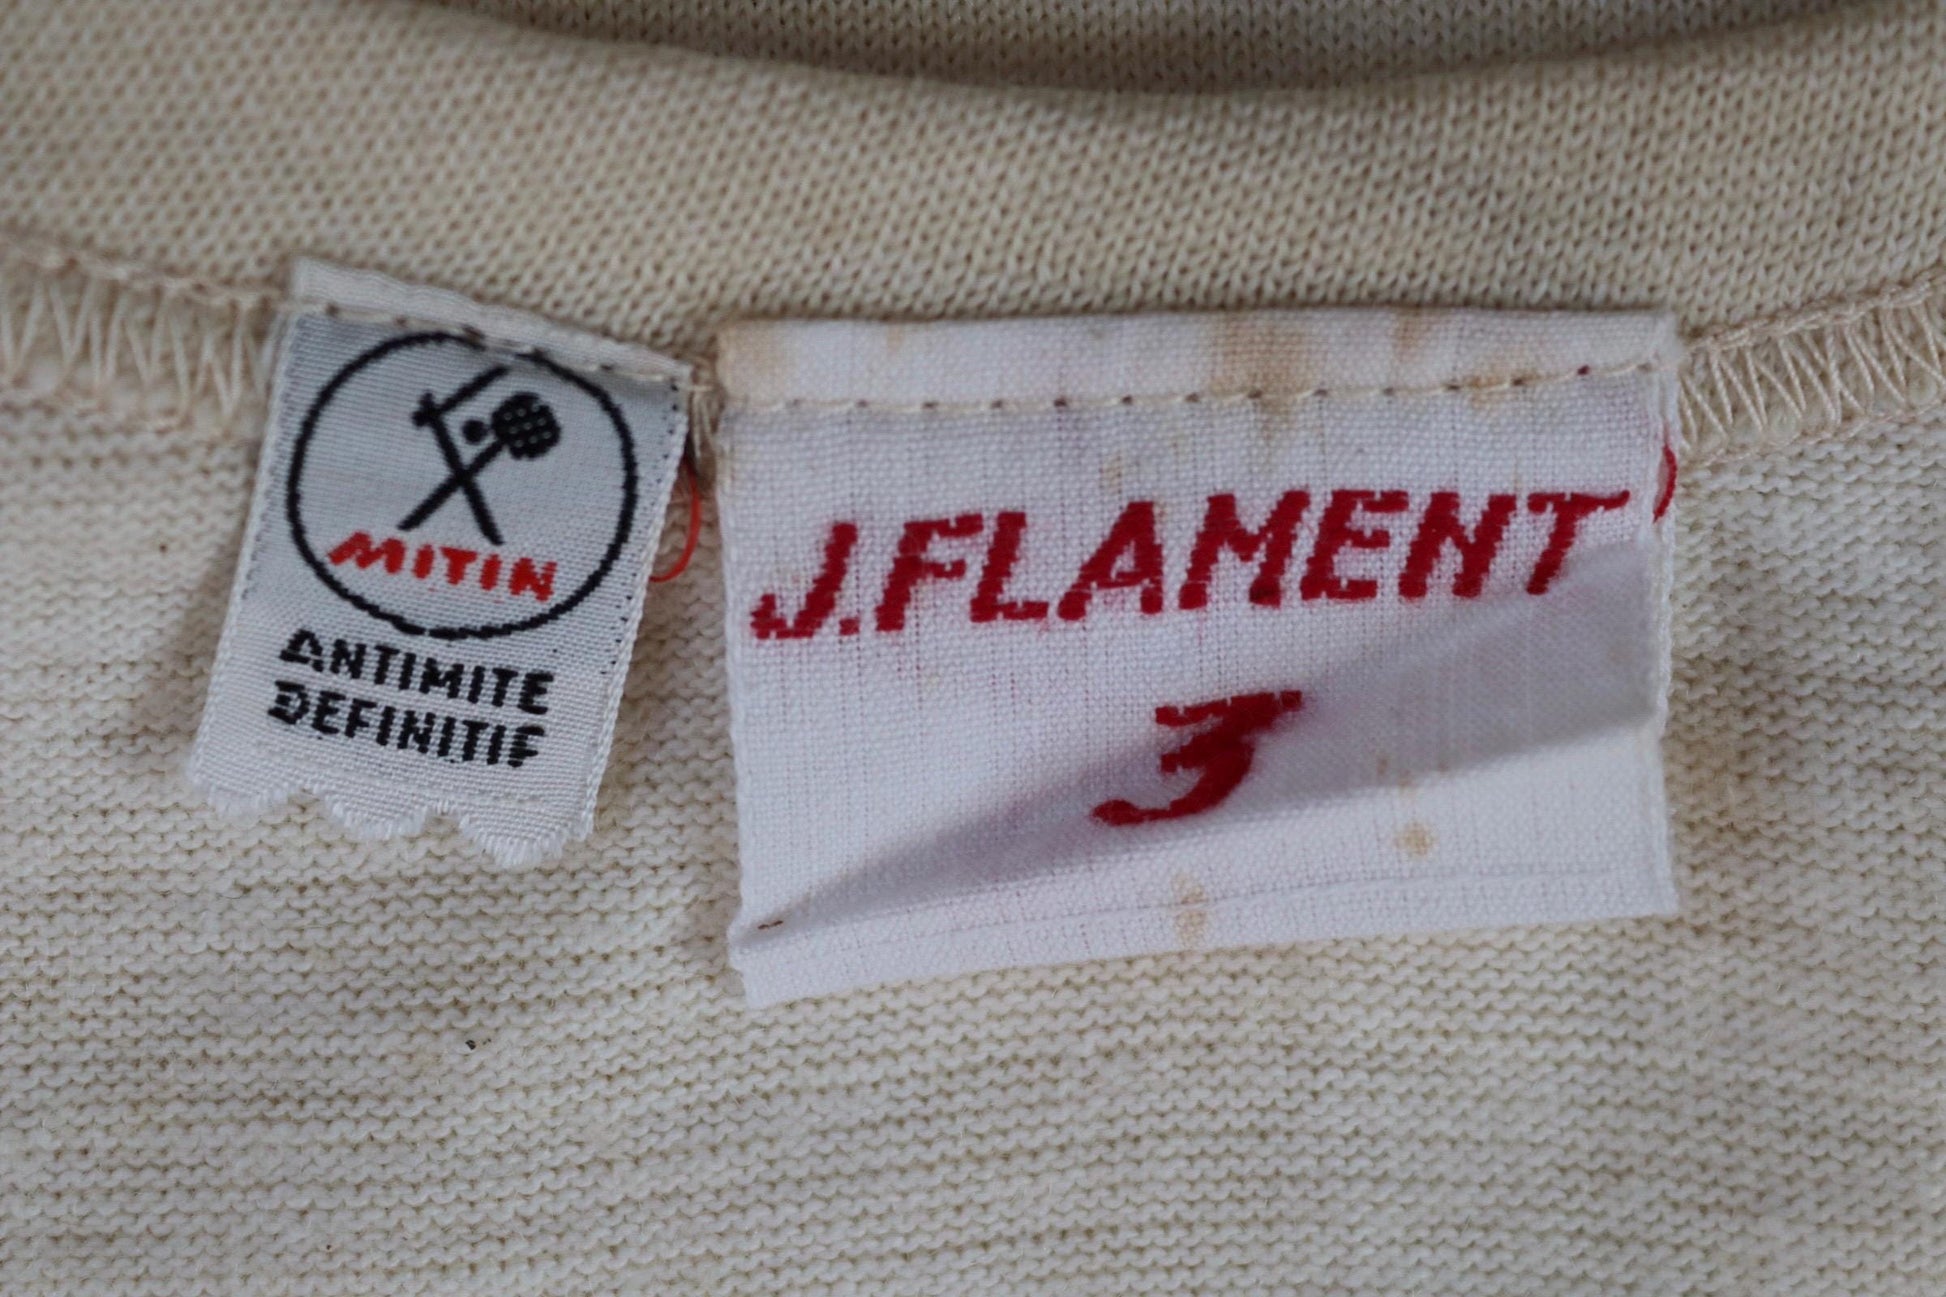 MITIN
ANTIMITE
DEFINITIF
J.FLAMENT
3